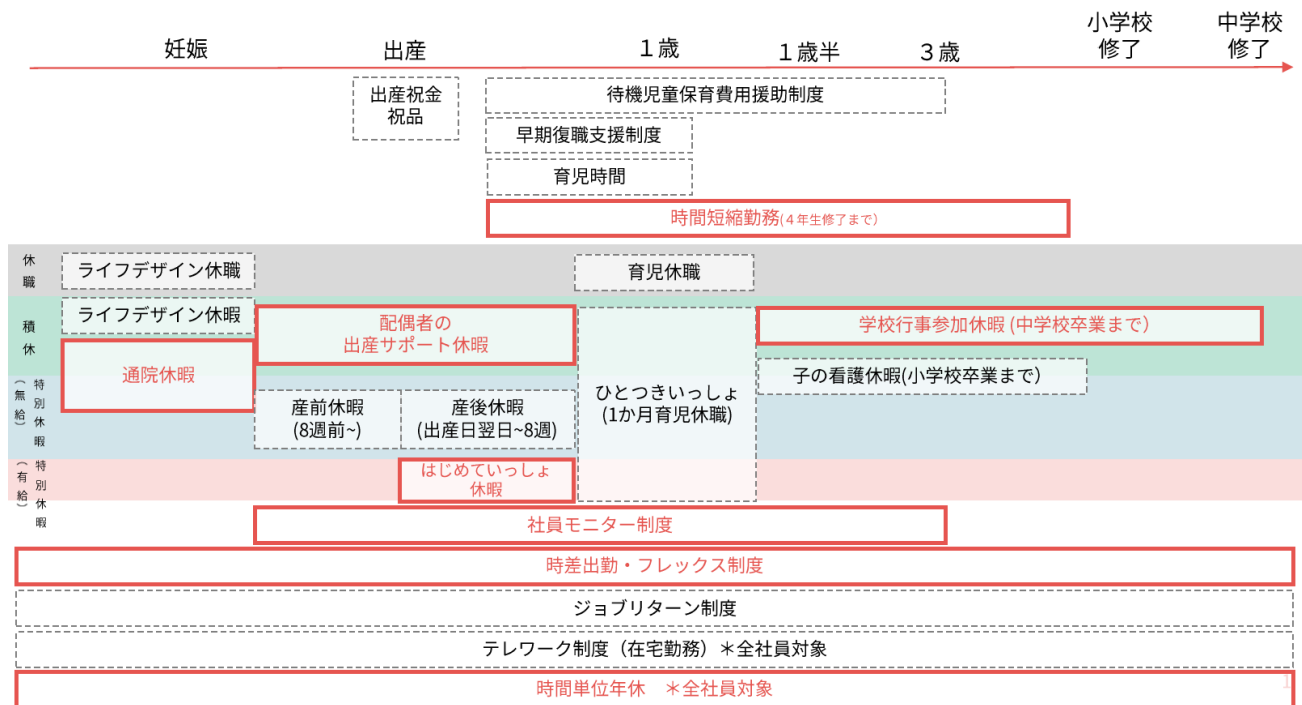 妊娠
出産
１歳
１歳半
３歳
小学校
修了
中学校
修了
出産祝金
祝品
待機児童保育費用援助制度
早期復職支援制度
育児時間
時間短縮勤務(４年生修了まで)
休職
ライフデザイン休職
育児休職
積休
ライフデザイン休暇
配偶者の
出産サポート休暇
学校行事参加休暇 (中学校卒業まで)
通院休暇
子の看護休暇(小学校卒業まで)
特別休暇
(無給)
産前休暇
(8週前~)
産後休暇
(出産日翌日~8週)
ひとつきいっしょ
(1か月育児休職)
特別休暇
(有給)
はじめていっしょ
休暇
社員モニター制度
時差出勤・フレックス制度
ジョブリターン制度
テレワーク制度（在宅勤務）＊全社員対象
時間単位年休　＊全社員対象
1